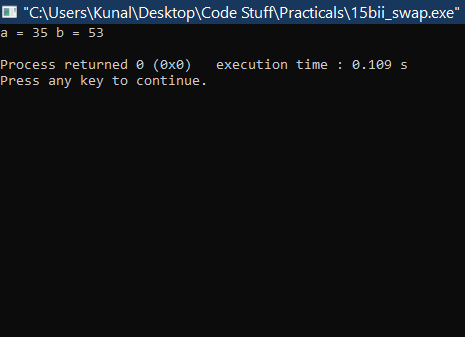 "C:\Users\Kunal\Desktop\Code Stuff\Practicals\15bii_swap.exe"
a = 35 b = 53
Process returned 0 (0x0)   execution time : 0.109 s
Press any key to continue.